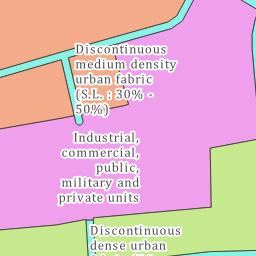 Discontinuous
medium density
urban fabric
(S.L. : 30% -
50%)
Industrial,
commercial,
public,
military and
private units
Discontinuous
dense urban